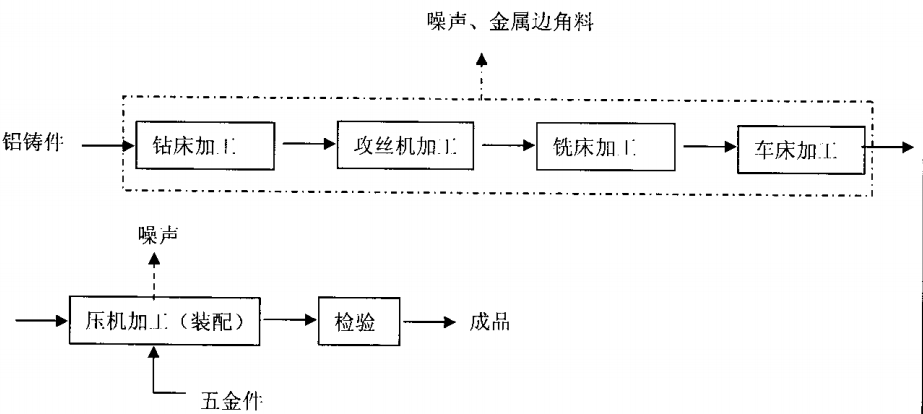 噪声、金属边角料
铝铸件
钻床加工
攻丝机加工
铣床加工
车床加工
噪声
压机加工（装配）
检验
成品
五金件